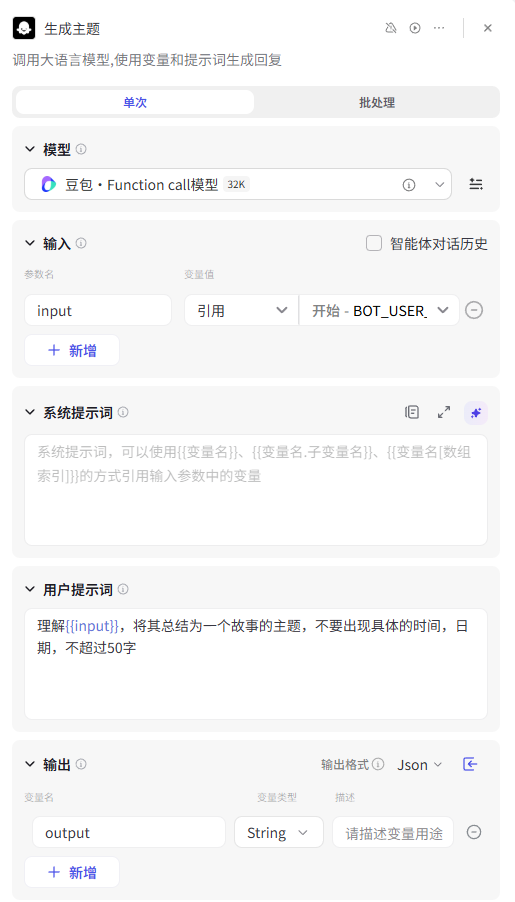 生成主题
调用大语言模型,使用变量和提示词生成回复
单次 批处理
模型
豆包·Function call模型 32K
输入 智能体对话历史
参数名 变量值
input 引用 开始 - BOT_USER_
新增
系统提示词
系统提示词，可以使用{{变量名}}、{{变量名.子变量名}}、{{变量名[数组
索引]}}的方式引用输入参数中的变量
用户提示词
理解{{input}}，将其总结为一个故事的主题，不要出现具体的时间，日
期，不超过50字
输出 输出格式 Json
变量名 变量类型 描述
output String 请描述变量用途
新增